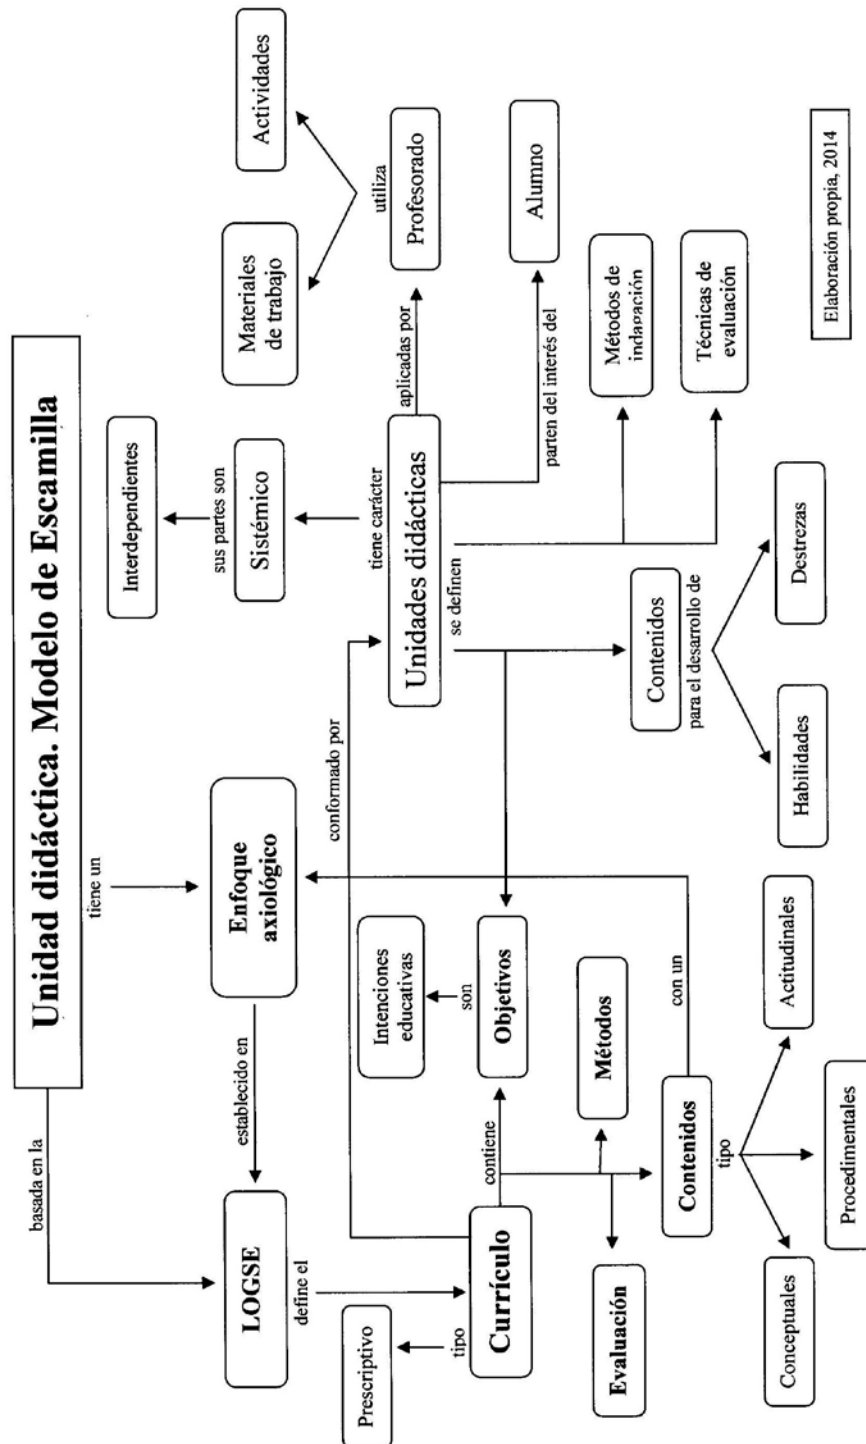 Unidad didáctica. Modelo de Escamilla
basada en la
tiene un
LOGSE
establecido en
Enfoque
axiológico
Interdependientes
sus partes son
Sistémico
tiene carácter
Materiales
de trabajo
Actividades
utiliza
Profesorado
aplicadas por
define el
Prescriptivo
tipo
Currículo
conformado por
Unidades didácticas
Intenciones
educativas
son
Objetivos
contiene
se definen
parten del interés del
Alumno
Evaluación
Métodos
Contenidos
tipo
con un
Conceptuales
Procedimentales
Actitudinales
Contenidos
para el desarrollo de
Habilidades
Destrezas
Métodos de
indagación
Técnicas de
evaluación
Elaboración propia, 2014